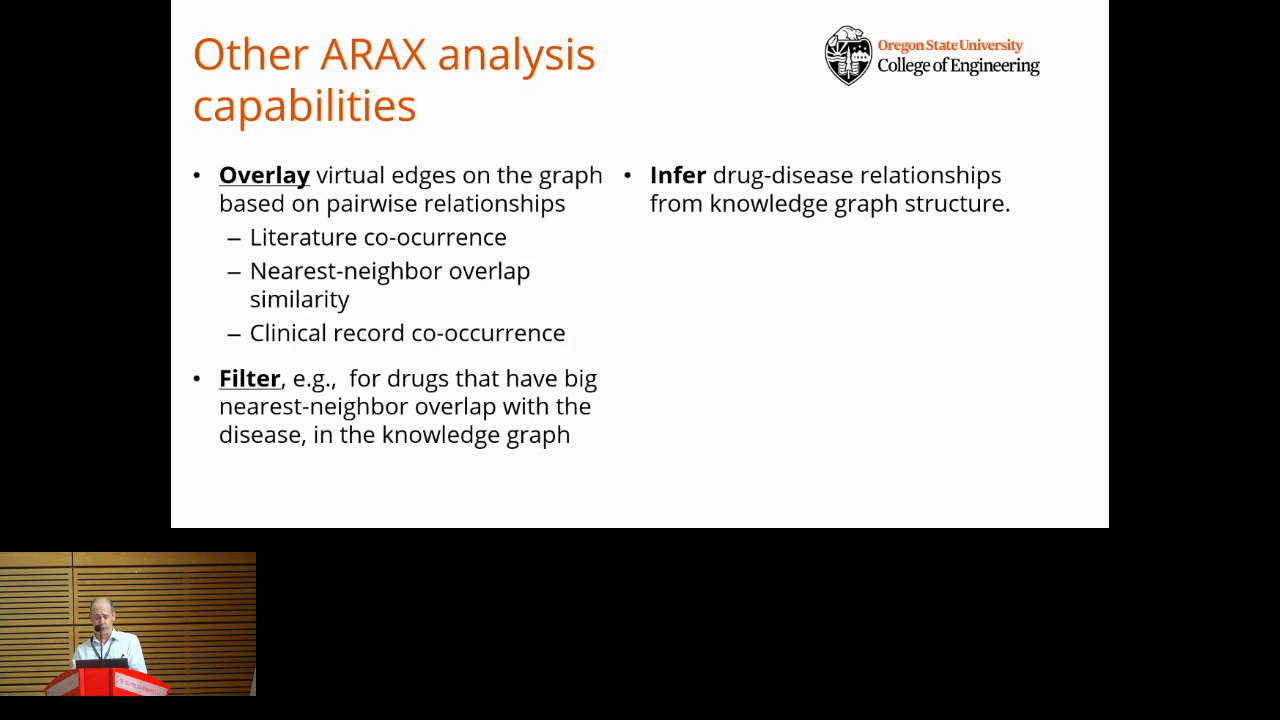 Other ARAX analysis
capabilities
Oregon State University
College of Engineering
• Overlay virtual edges on the graph
based on pairwise relationships
– Literature co-ocurrence
– Nearest-neighbor overlap
similarity
– Clinical record co-occurrence
• Filter, e.g., for drugs that have big
nearest-neighbor overlap with the
disease, in the knowledge graph
• Infer drug-disease relationships
from knowledge graph structure.